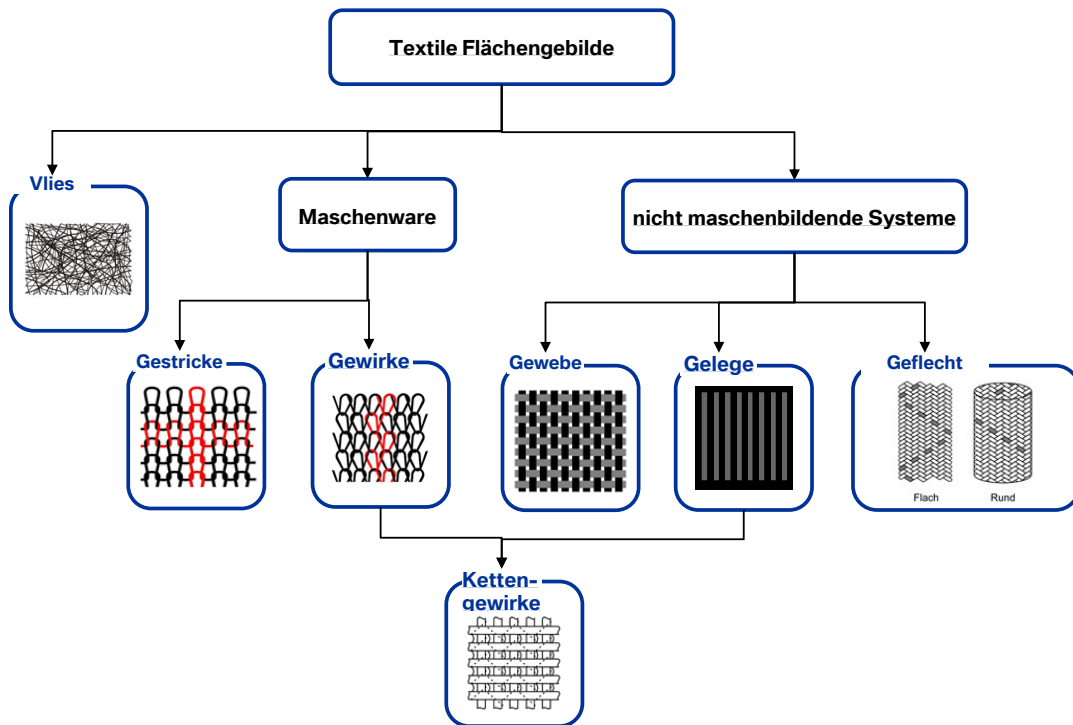 Textile Flächengebilde
Vlies
Maschenware
nicht maschenbildende Systeme
Gestricke
Gewirke
Gewebe
Gelege
Geflecht
Flach
Rund
Ketten-
gewirke